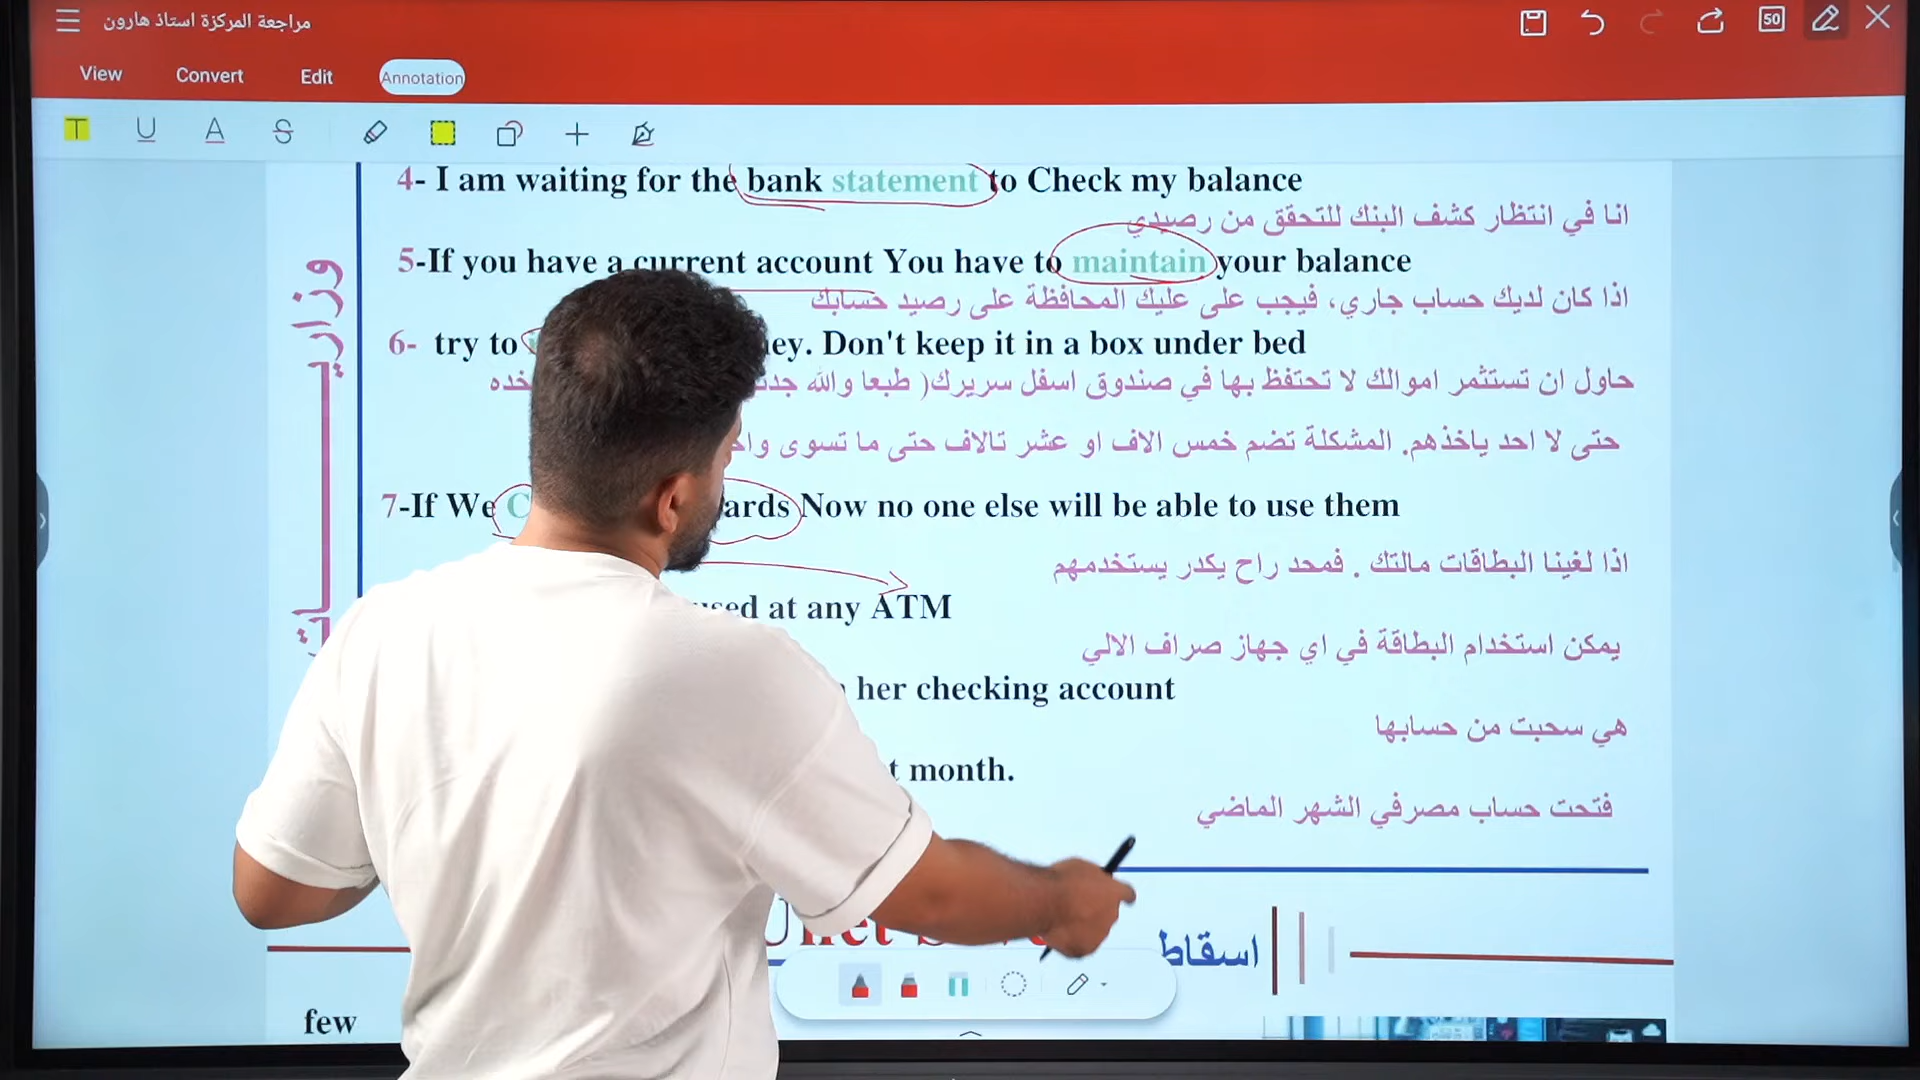 مراجعة المركزة استاذ هارون
50
View Convert Edit Annotation
T U A S
4- I am waiting for the bank statement to Check my balance
انا في انتظار كشف البنك للتحقق من رصيدي
5-If you have a current account You have to maintain your balance
اذا كان لديك حساب جاري، فيجب على عليك المحافظة على رصيد حسابك
6- try to Don't keep it in a box under bed
حاول ان تستثمر اموالك لا تحتفظ بها في صندوق اسفل سريرك( طبعا والله
حتى لا احد ياخذهم. المشكلة تضم خمس الاف او عشر تالاف حتى ما تسوى
7-If We Now no one else will be able to use them
اذا لغينا البطاقات مالتك . فمحد راح يكدر يستخدمهم
used at any ATM
يمكن استخدام البطاقة في اي جهاز صراف الالي
her checking account
هي سحبت من حسابها
month.
فتحت حساب مصرفي الشهر الماضي
اسقاط
few